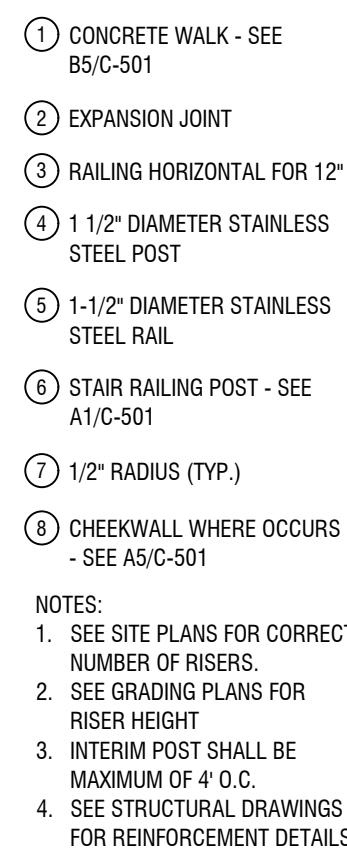 1 CONCRETE WALK - SEE
B5/C-501
2 EXPANSION JOINT
3 RAILING HORIZONTAL FOR 12"
4 1 1/2" DIAMETER STAINLESS
STEEL POST
5 1-1/2" DIAMETER STAINLESS
STEEL RAIL
6 STAIR RAILING POST - SEE
A1/C-501
7 1/2" RADIUS (TYP.)
8 CHEEKWALL WHERE OCCURS
- SEE A5/C-501
NOTES:
1. SEE SITE PLANS FOR CORRECT
NUMBER OF RISERS.
2. SEE GRADING PLANS FOR
RISER HEIGHT
3. INTERIM POST SHALL BE
MAXIMUM OF 4' O.C.
4. SEE STRUCTURAL DRAWINGS
FOR REINFORCEMENT DETAILS